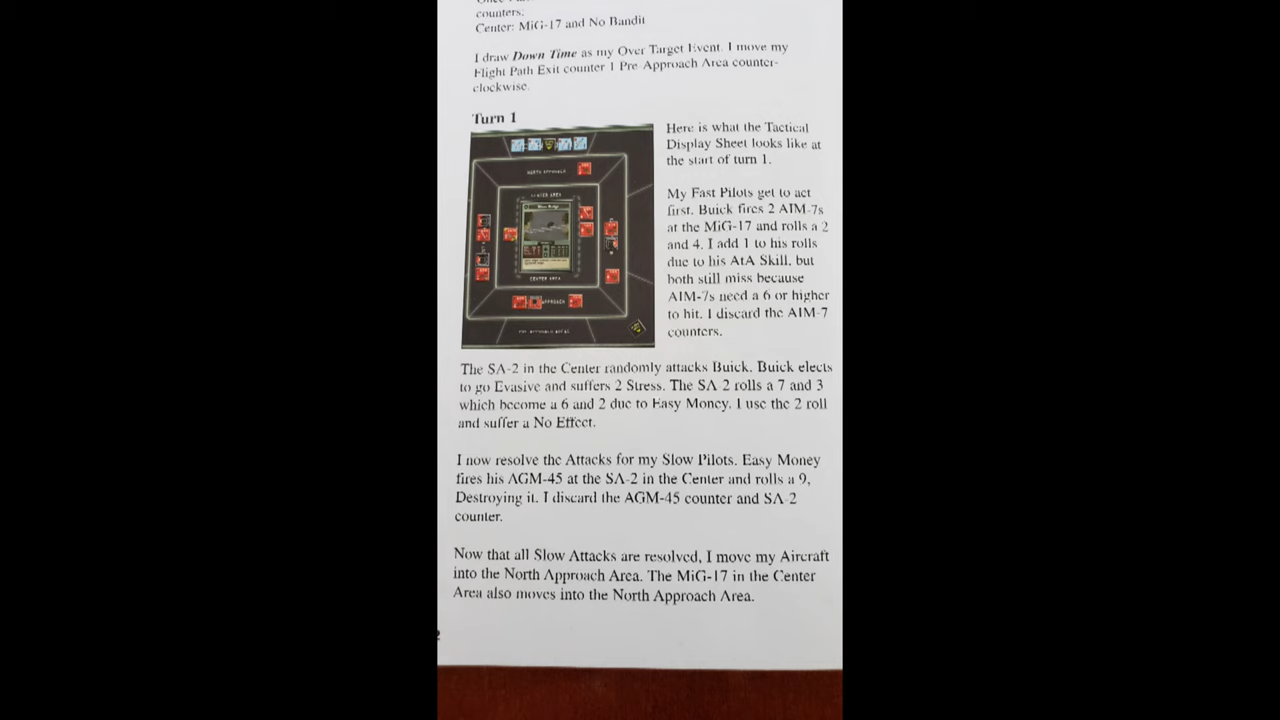 counters.
Center: MiG-17 and No Bandit
I draw Down Time as my Over Target Event. I move my
Flight Path Exit counter 1 Pre-Approach Area counter-
clockwise.
Turn 1
Here is what the Tactical
Display Sheet looks like at
the start of turn 1.
My Fast Pilots get to act
first. Buick fires 2 AIM-7s
at the MiG-17 and rolls a 2
and 4. I add 1 to his rolls
due to his AtA Skill, but
both still miss because
AIM-7s need a 6 or higher
to hit. I discard the AIM-7
counters.
NORTH APPROACH
CENTER AREA
CENTER AREA
APPROACH
The SA-2 in the Center randomly attacks Buick. Buick elects
to go Evasive and suffers 2 Stress. The SA-2 rolls a 7 and 3
which become a 6 and 2 due to Easy Money. I use the 2 roll
and suffer a No Effect.
I now resolve the Attacks for my Slow Pilots. Easy Money
fires his AGM-45 at the SA-2 in the Center and rolls a 9,
Destroying it. I discard the AGM-45 counter and SA-2
counter.
Now that all Slow Attacks are resolved, I move my Aircraft
into the North Approach Area. The MiG-17 in the Center
Area also moves into the North Approach Area.